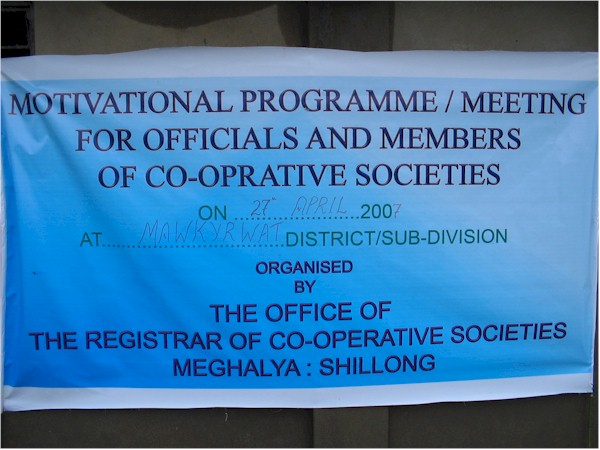 MOTIVATIONAL PROGRAMME / MEETING
FOR OFFICIALS AND MEMBERS
OF CO-OPRATIVE SOCIETIES
ON ...27th APRIL...2007
AT...MAWKYRWAT...DISTRICT/SUB-DIVISION
ORGANISED
BY
THE OFFICE OF
THE REGISTRAR OF CO-OPERATIVE SOCIETIES
MEGHALYA : SHILLONG